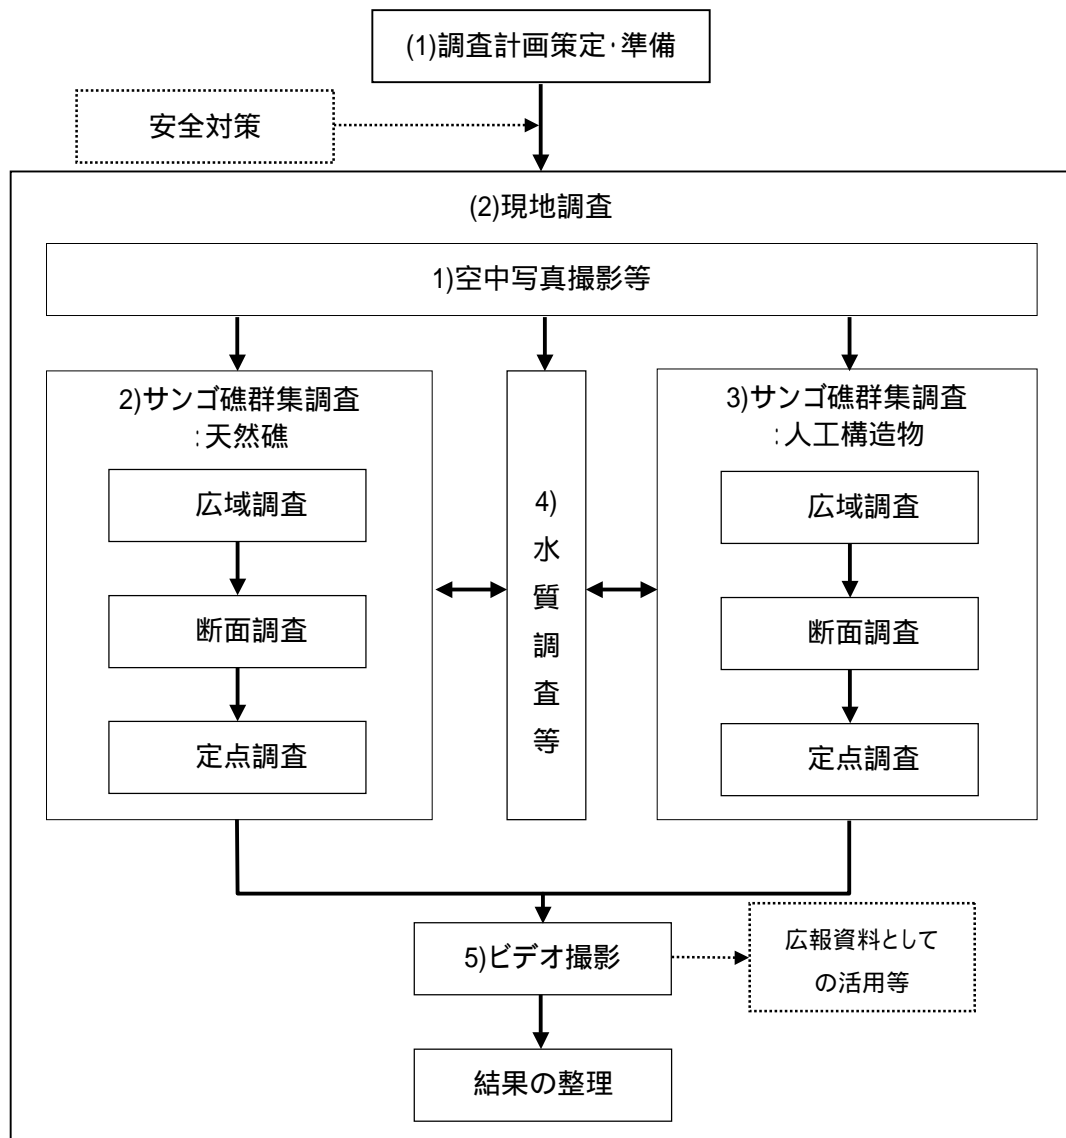 (1)調査計画策定･準備
安全対策
(2)現地調査
1)空中写真撮影等
2)サンゴ礁群集調査
:天然礁
広域調査
断面調査
定点調査
4)
水
質
調
査
等
3)サンゴ礁群集調査
:人工構造物
広域調査
断面調査
定点調査
5)ビデオ撮影
広報資料として
の活用等
結果の整理